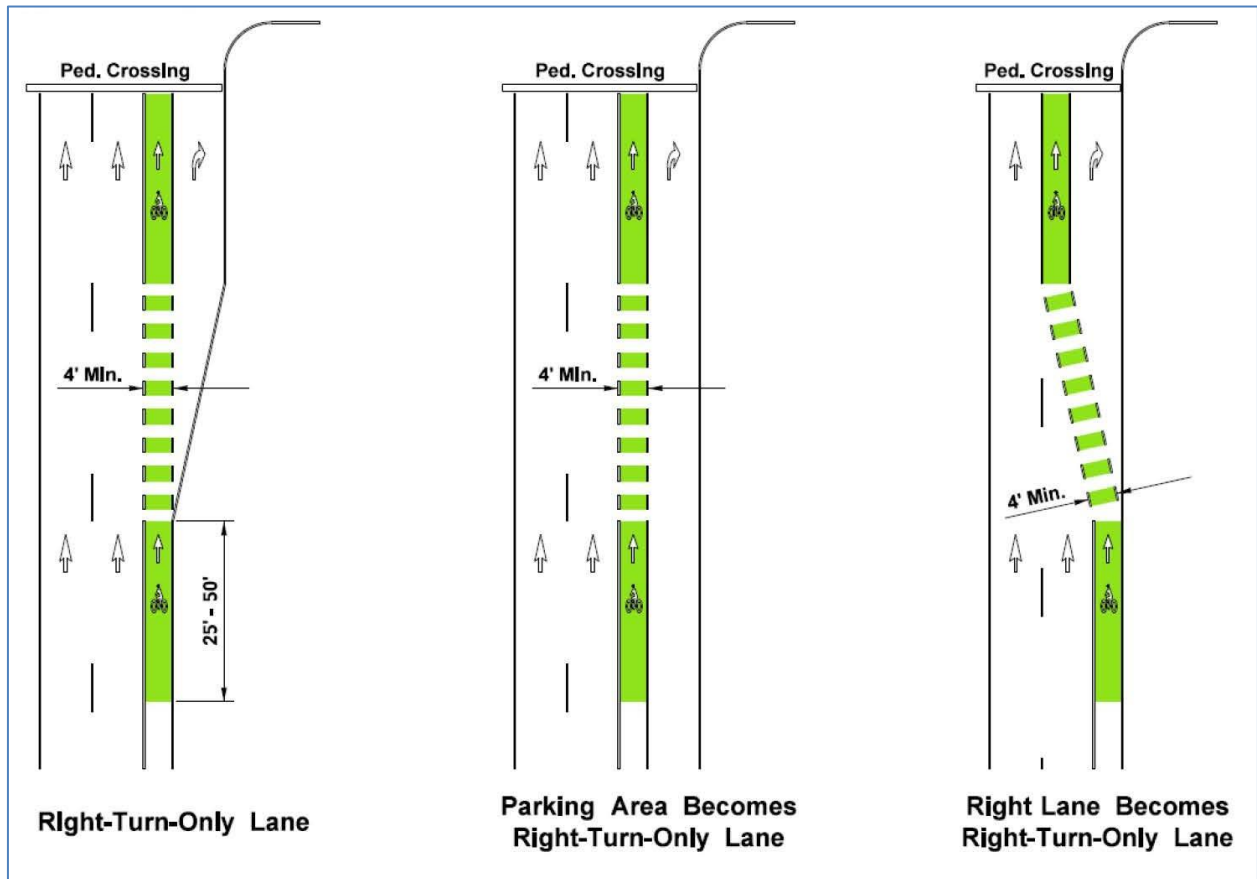 Ped. Crossing
4' Min.
25' - 50'
Right-Turn-Only Lane
Ped. Crossing
4' Min.
Parking Area Becomes
Right-Turn-Only Lane
Ped. Crossing
4' Min.
Right Lane Becomes
Right-Turn-Only Lane